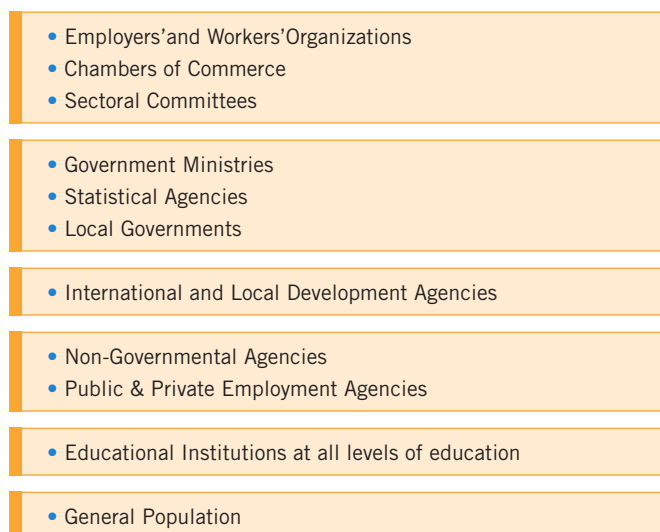 • Employers’and Workers’Organizations
• Chambers of Commerce
• Sectoral Committees
• Government Ministries
• Statistical Agencies
• Local Governments
• International and Local Development Agencies
• Non-Governmental Agencies
• Public & Private Employment Agencies
• Educational Institutions at all levels of education
• General Population